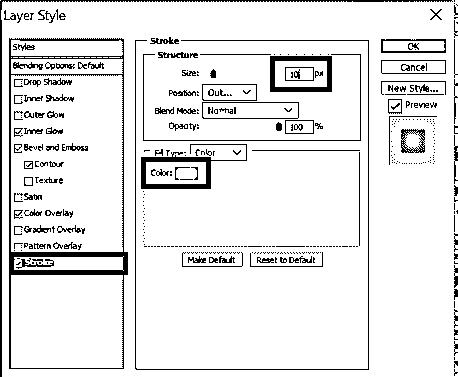 Layer Style
Styles
Blending Options: Default
Drop Shadow
Inner Shadow
Outer Glow
Inner Glow
Bevel and Emboss
Contour
Texture
Satin
Color Overlay
Gradient Overlay
Pattern Overlay
Stroke
Stroke
Structure
Size: 10 px
Position: Out...
Blend Mode: Normal
Opacity: 100 %
Fill Type: Color
Color:
Make Default Reset to Default
OK
Cancel
New Style...
Preview